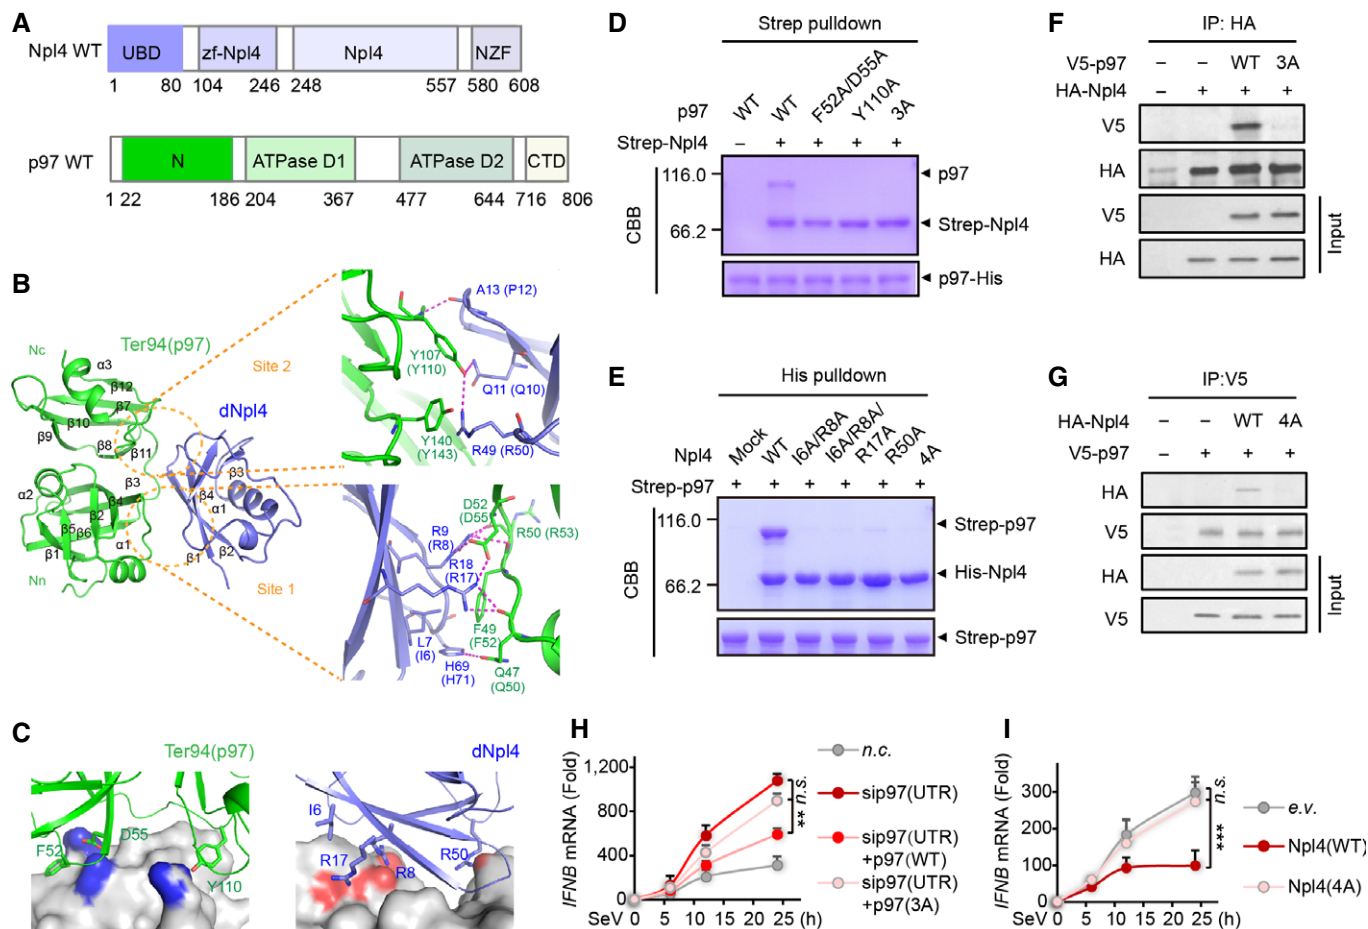 A
Npl4 WT
UBD
zf-Npl4
Npl4
NZF
1 80 104 246 248 557 580 608
p97 WT
N
ATPase D1
ATPase D2
CTD
1 22 186 204 367 477 644 716 806
B
Ter94(p97)
Nc
α3
β12
β7
β10
β9
β8
β11
Site 2
dNpl4
α2
β3
β4
β2
β5
β6
β1
α1
Nn
β3
β4
α1
β1
β2
Site 1
A13 (P12)
Y107
(Y110)
Q11 (Q10)
Y140
(Y143)
R49 (R50)
D52
(D55)
R50 (R53)
R9
(R8)
R18
(R17)
F49
(F52)
L7
(I6)
H69
(H71)
Q47
(Q50)
C
Ter94(p97)
F52
D55
Y110
dNpl4
I6
R17
R8
R50
D
Strep pulldown
p97 WT WT F52A/D55A Y110A 3A
Strep-Npl4 – + + + +
CBB
116.0
66.2
p97
Strep-Npl4
p97-His
E
His pulldown
Npl4 Mock WT I6A/R8A I6A/R8A/ R17A R50A 4A
Strep-p97 + + + + + +
CBB
116.0
66.2
Strep-p97
His-Npl4
Strep-p97
F
IP: HA
V5-p97 – – WT 3A
HA-Npl4 – + + +
V5
HA
V5
HA
Input
G
IP:V5
HA-Npl4 – – WT 4A
V5-p97 – + + +
HA
V5
HA
V5
Input
H
IFNB mRNA (Fold)
1,200
800
400
0
SeV 0 5 10 15 20 25 (h)
n.s.
**
n.c.
sip97(UTR)
sip97(UTR)
+p97(WT)
sip97(UTR)
+p97(3A)
I
IFNB mRNA (Fold)
300
200
100
0
SeV 0 5 10 15 20 25 (h)
n.s.
***
e.v.
Npl4(WT)
Npl4(4A)